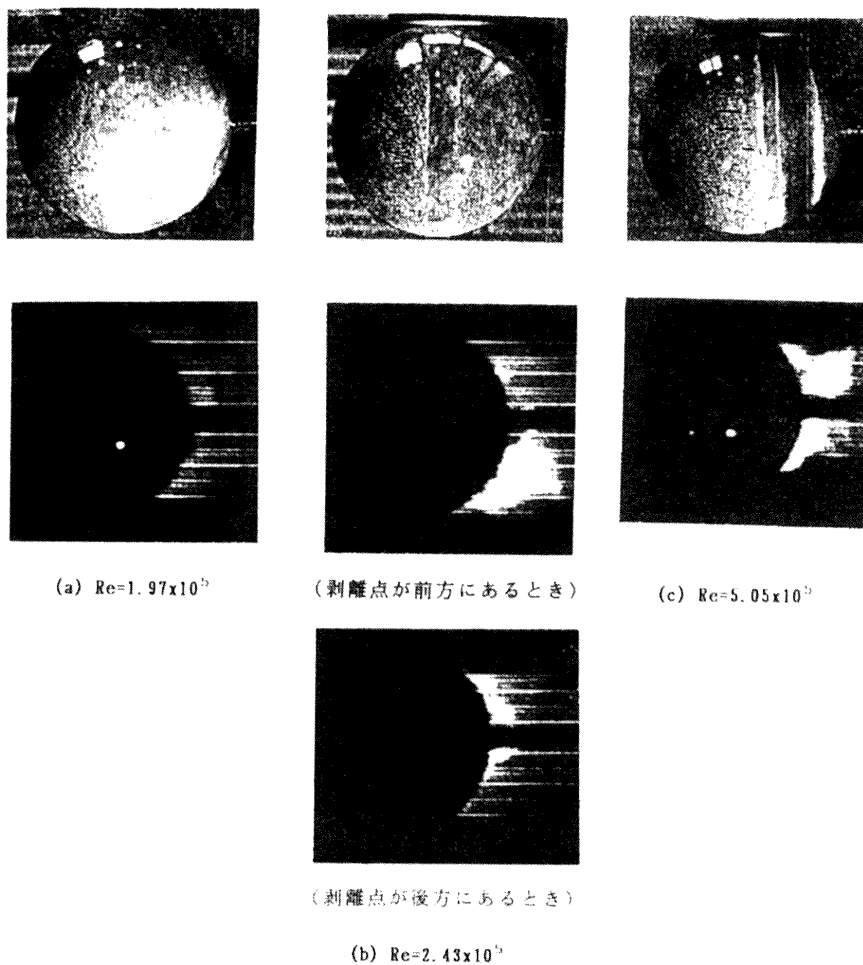 (a) Re=1.97x10⁵
(剥離点が前方にあるとき)
(c) Re=5.05x10⁵
(剥離点が後方にあるとき)
(b) Re=2.43x10⁵